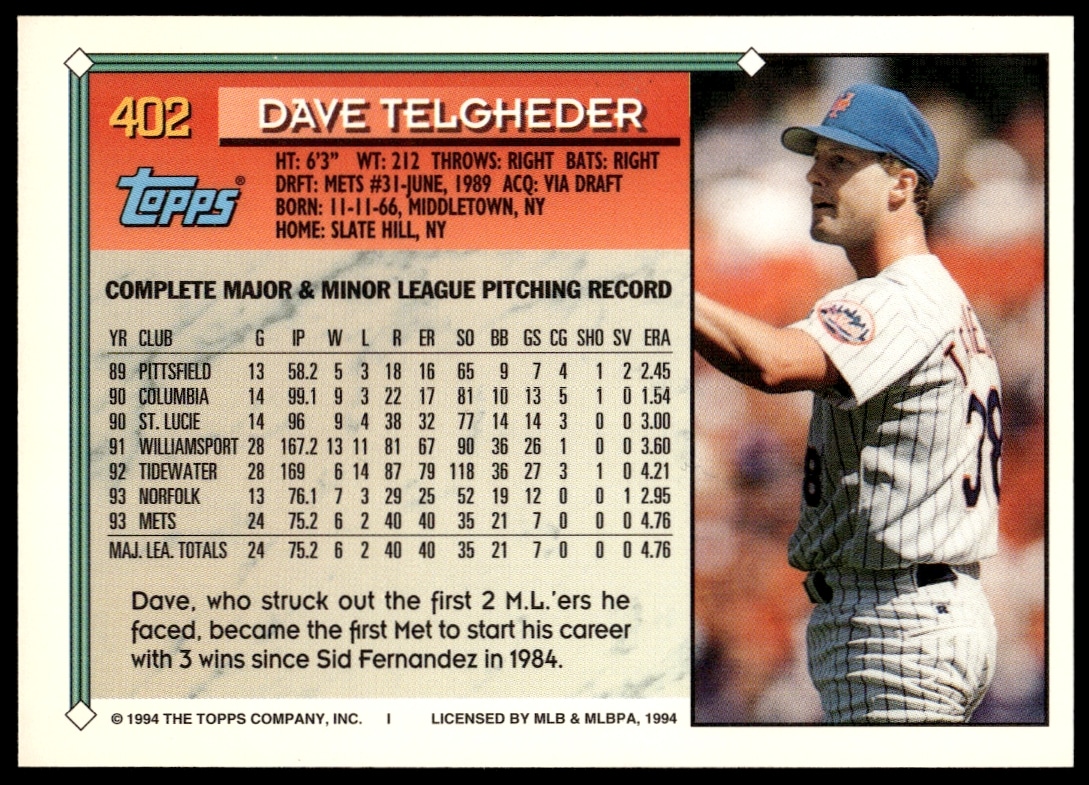 402
DAVE TELGHEDER
topps®
HT: 6'3" WT: 212 THROWS: RIGHT BATS: RIGHT
DRFT: METS #31-JUNE, 1989 ACQ: VIA DRAFT
BORN: 11-11-66, MIDDLETOWN, NY
HOME: SLATE HILL, NY
COMPLETE MAJOR & MINOR LEAGUE PITCHING RECORD
YR CLUB G IP W L R ER SO BB GS CG SHO SV ERA
89 PITTSFIELD 13 58.2 5 3 18 16 65 9 7 4 1 2 2.45
90 COLUMBIA 14 99.1 9 3 22 17 81 10 13 5 1 0 1.54
90 ST. LUCIE 14 96 9 4 38 32 77 14 14 3 0 0 3.00
91 WILLIAMSPORT 28 167.2 13 11 81 67 90 36 26 1 0 0 3.60
92 TIDEWATER 28 169 6 14 87 79 118 36 27 3 1 0 4.21
93 NORFOLK 13 76.1 7 3 29 25 52 19 12 0 0 1 2.95
93 METS 24 75.2 6 2 40 40 35 21 7 0 0 0 4.76
MAJ. LEA. TOTALS 24 75.2 6 2 40 40 35 21 7 0 0 0 4.76
Dave, who struck out the first 2 M.L.'ers he
faced, became the first Met to start his career
with 3 wins since Sid Fernandez in 1984.
© 1994 THE TOPPS COMPANY, INC. I LICENSED BY MLB & MLBPA, 1994